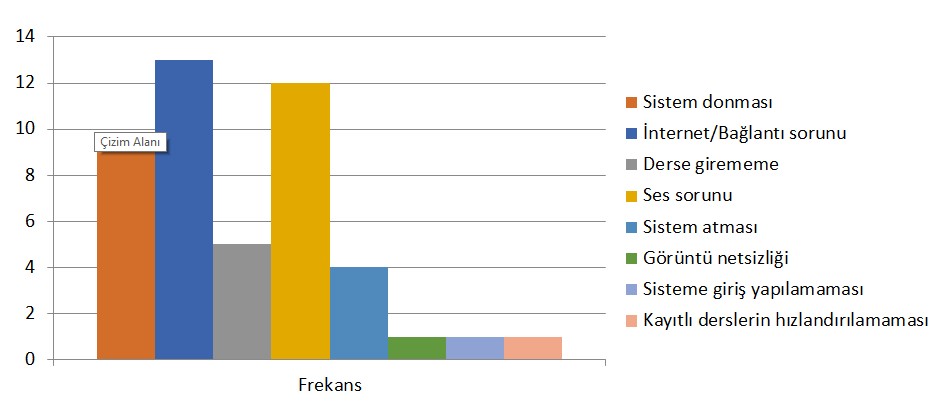 14
12
10
8
6
4
2
0
Çizim Alanı
Frekans
Sistem donması
İnternet/Bağlantı sorunu
Derse girememe
Ses sorunu
Sistem atması
Görüntü netsizliği
Sisteme giriş yapılamaması
Kayıtlı derslerin hızlandırılamaması